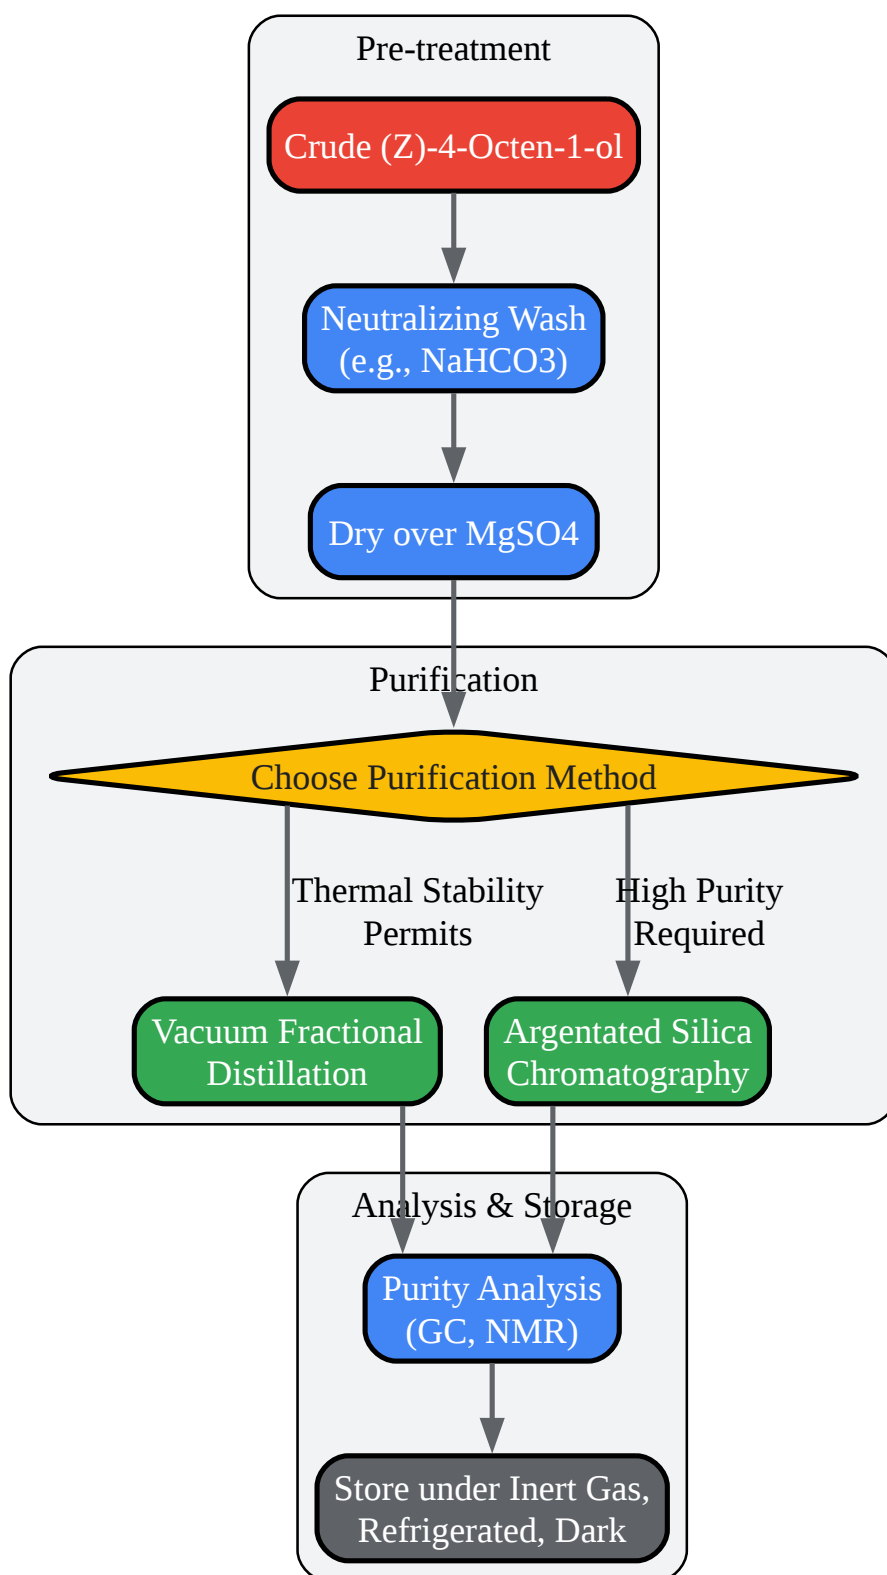 Pre-treatment
Crude (Z)-4-Octen-1-ol
Neutralizing Wash
(e.g., NaHCO3)
Dry over MgSO4
Purification
Choose Purification Method
Thermal Stability
Permits
High Purity
Required
Vacuum Fractional
Distillation
Argentated Silica
Chromatography
Analysis & Storage
Purity Analysis
(GC, NMR)
Store under Inert Gas,
Refrigerated, Dark